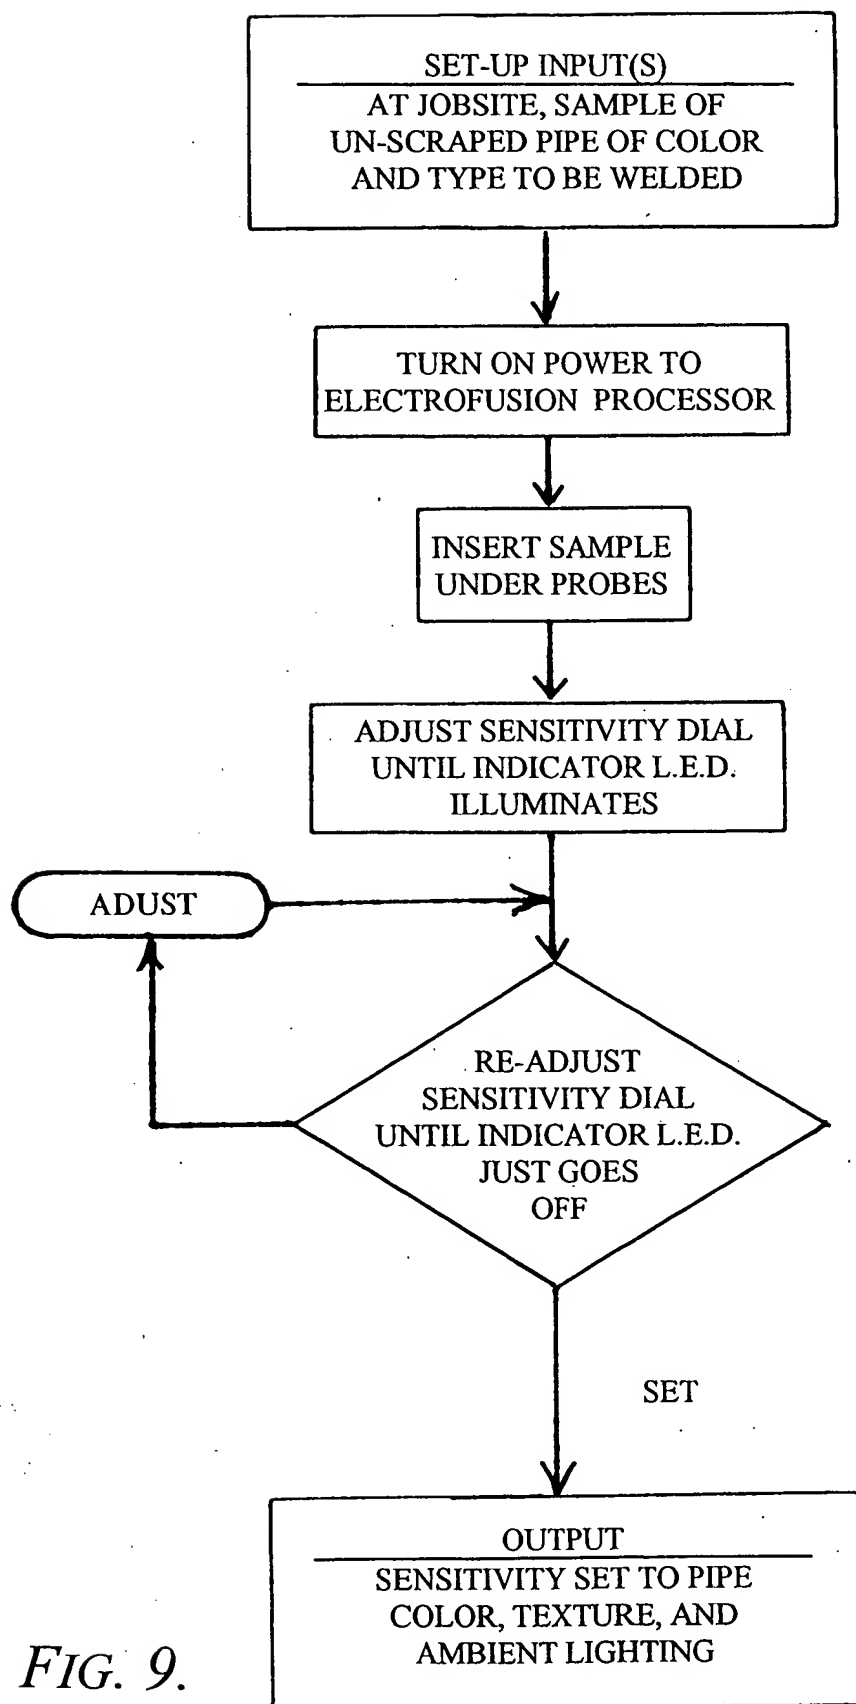 SET-UP INPUT(S)
AT JOBSITE, SAMPLE OF
UN-SCRAPED PIPE OF COLOR
AND TYPE TO BE WELDED
TURN ON POWER TO
ELECTROFUSION PROCESSOR
INSERT SAMPLE
UNDER PROBES
ADJUST SENSITIVITY DIAL
UNTIL INDICATOR L.E.D.
ILLUMINATES
ADUST
RE-ADJUST
SENSITIVITY DIAL
UNTIL INDICATOR L.E.D.
JUST GOES
OFF
SET
OUTPUT
SENSITIVITY SET TO PIPE
COLOR, TEXTURE, AND
AMBIENT LIGHTING
FIG. 9.